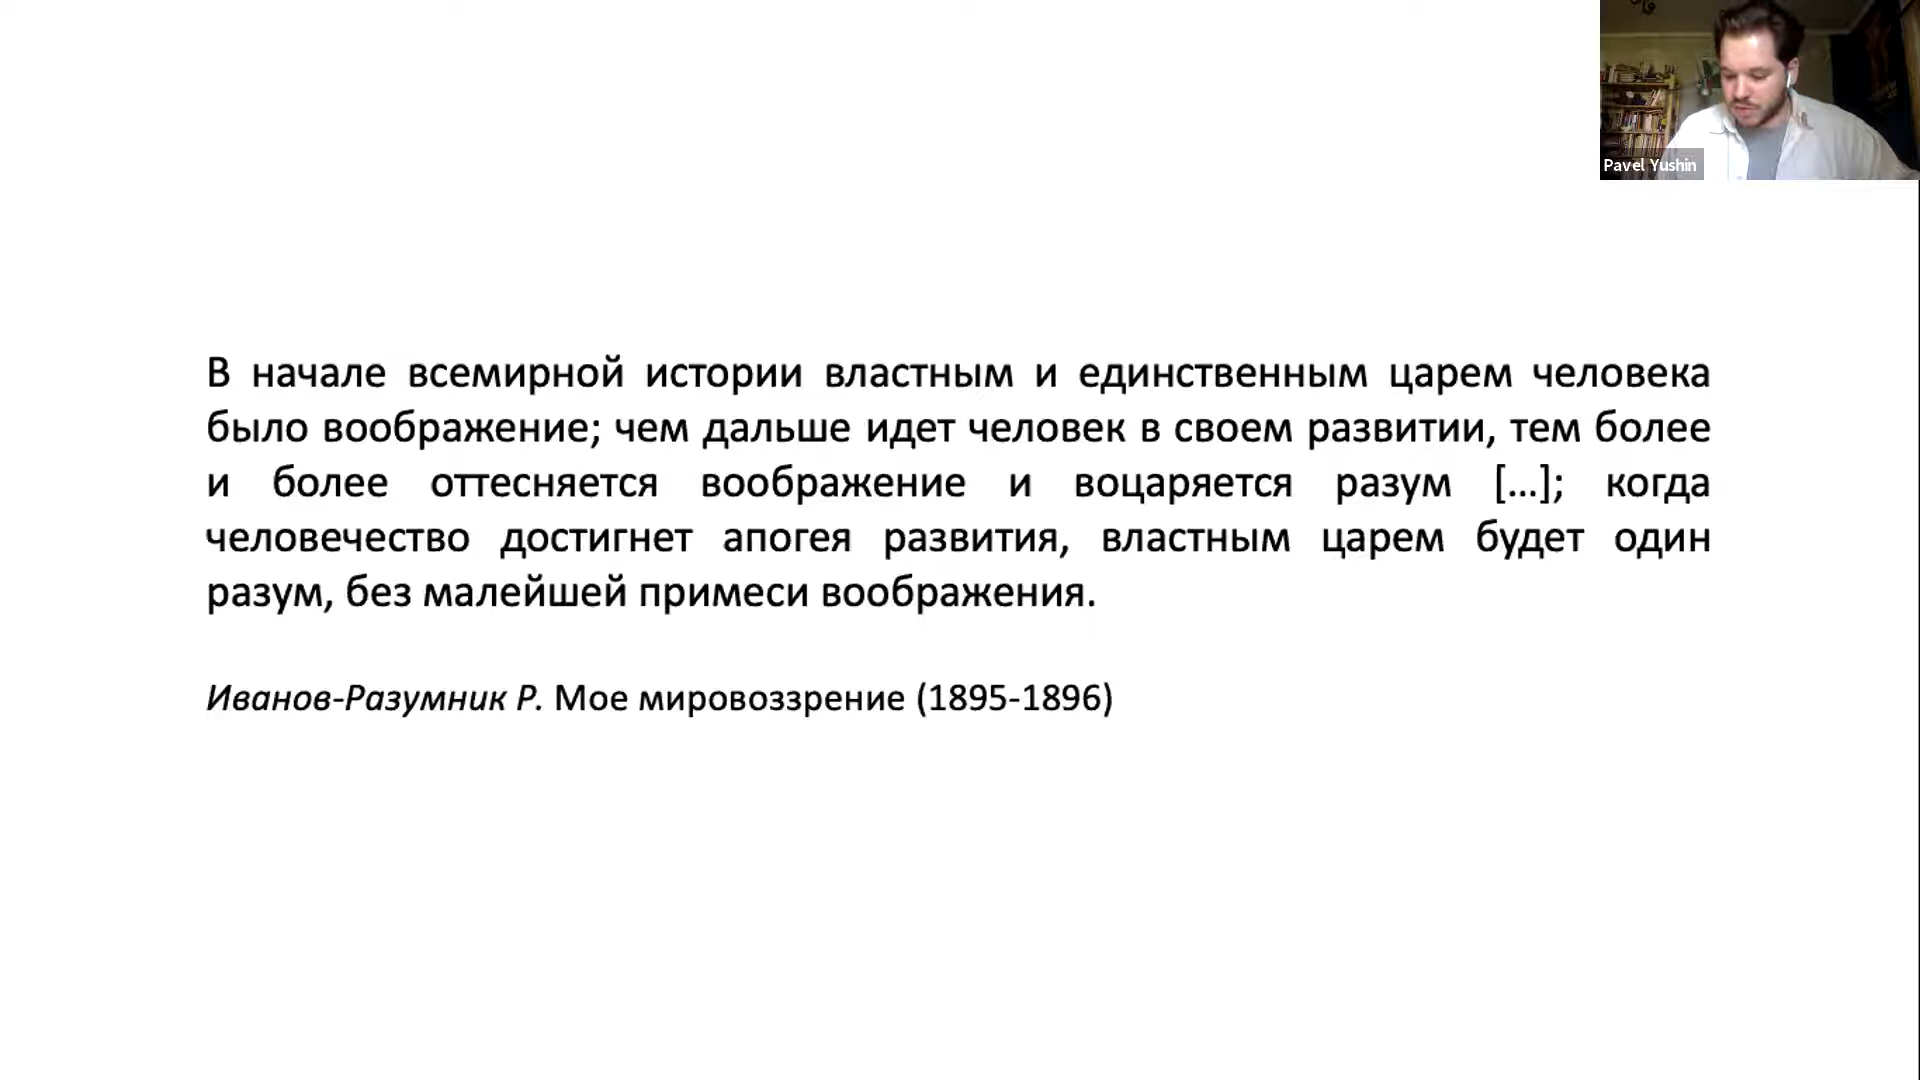 Pavel Yushin
В начале всемирной истории властным и единственным царем человека
было воображение; чем дальше идет человек в своем развитии, тем более
и более оттесняется воображение и воцаряется разум [...]; когда
человечество достигнет апогея развития, властным царем будет один
разум, без малейшей примеси воображения.
Иванов-Разумник Р. Мое мировоззрение (1895-1896)